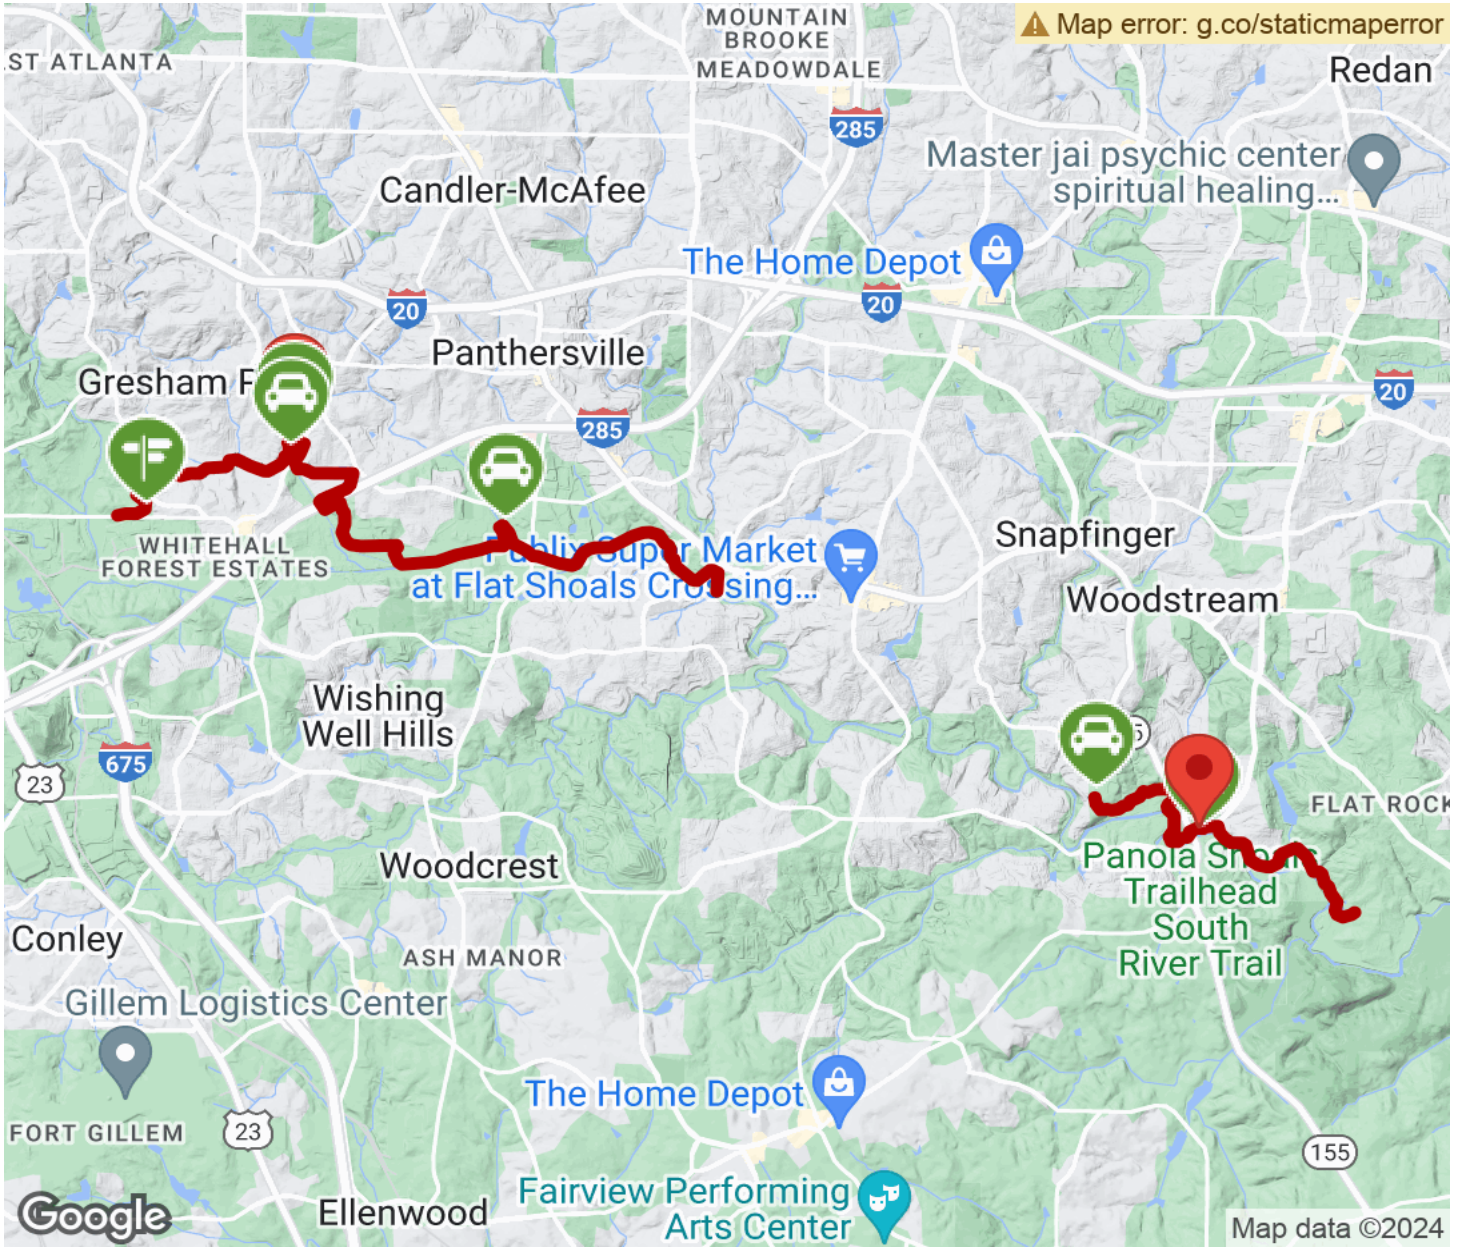 MOUNTAIN
BROOKE
MEADOWDALE
Map error: g.co/staticmaperror
ST ATLANTA
Redan
285
Master jai psychic center
spiritual healing...
Candler-McAfee
The Home Depot
20
20
Panthersville
Gresham
20
285
Snapfinger
WHITEHALL
FOREST ESTATES
Publix Super Market
at Flat Shoals Crossing...
Woodstream
Wishing
Well Hills
675
23
5
FLAT ROCK
Panola Shoals
Trailhead
South
River Trail
Woodcrest
Conley
ASH MANOR
Gillem Logistics Center
The Home Depot
FORT GILLEM
23
155
Fairview Performing
Arts Center
Ellenwood
Google
Map data ©2024